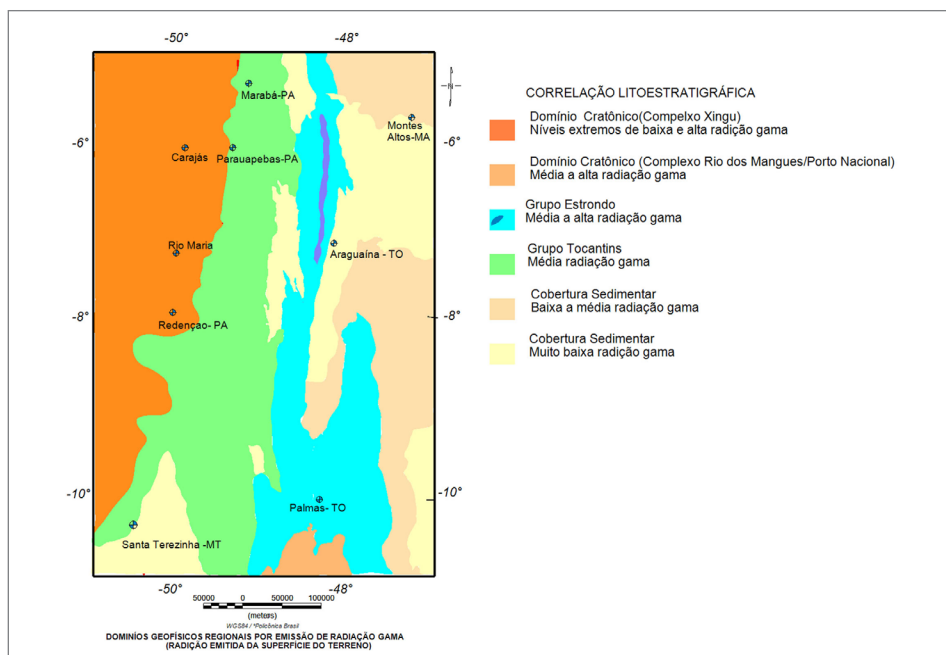 -50°
-48°
Marabá-PA
-N-
Montes
Altos-MA
-6°
-6°
Carajás
Parauapebas-PA
Rio Maria
Araguaína - TO
Redençao- PA
-8°
-8°
-10°
-10°
Palmas- TO
Santa Terezinha -MT
-50°
-48°
50000 0 50000 100000
(meters)
WGS84 / *Policônica Brasil
DOMINÍOS GEOFÍSICOS REGIONAIS POR EMISSÃO DE RADIAÇÃO GAMA
(RADIÇÃO EMITIDA DA SUPERFÍCIE DO TERRENO)
CORRELAÇÃO LITOESTRATIGRÁFICA
Domínio Cratônico(Compelxo Xingu)
Níveis extremos de baixa e alta radição gama
Domínio Cratônico (Complexo Rio dos Mangues/Porto Nacional)
Média a alta radiação gama
Grupo Estrondo
Média a alta radiação gama
Grupo Tocantins
Média radiação gama
Cobertura Sedimentar
Baixa a média radiação gama
Cobertura Sedimentar
Muito baixa radição gama